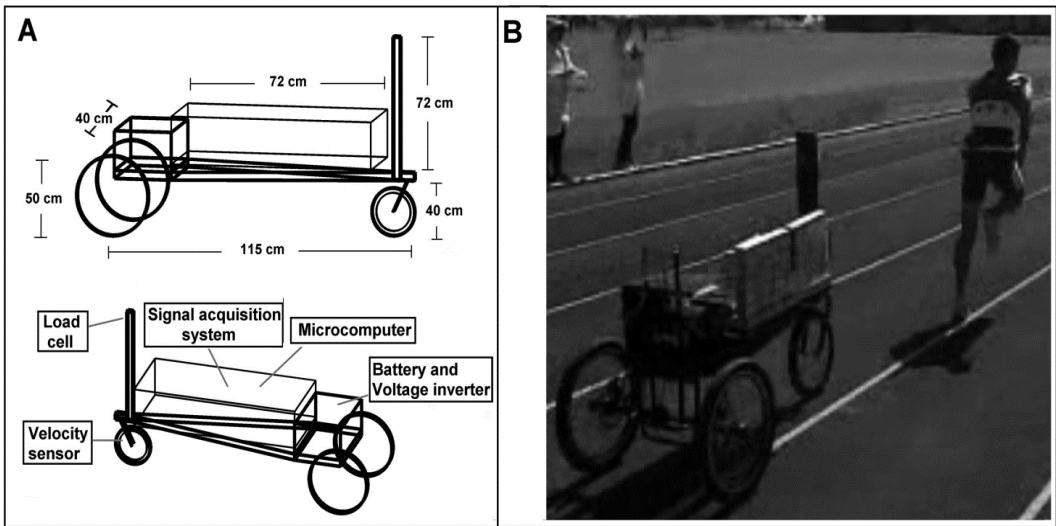 A
72 cm
40 cm
72 cm
50 cm
40 cm
115 cm
Load
cell
Signal acquisition
system
Microcomputer
Battery and
Voltage inverter
Velocity
sensor
B